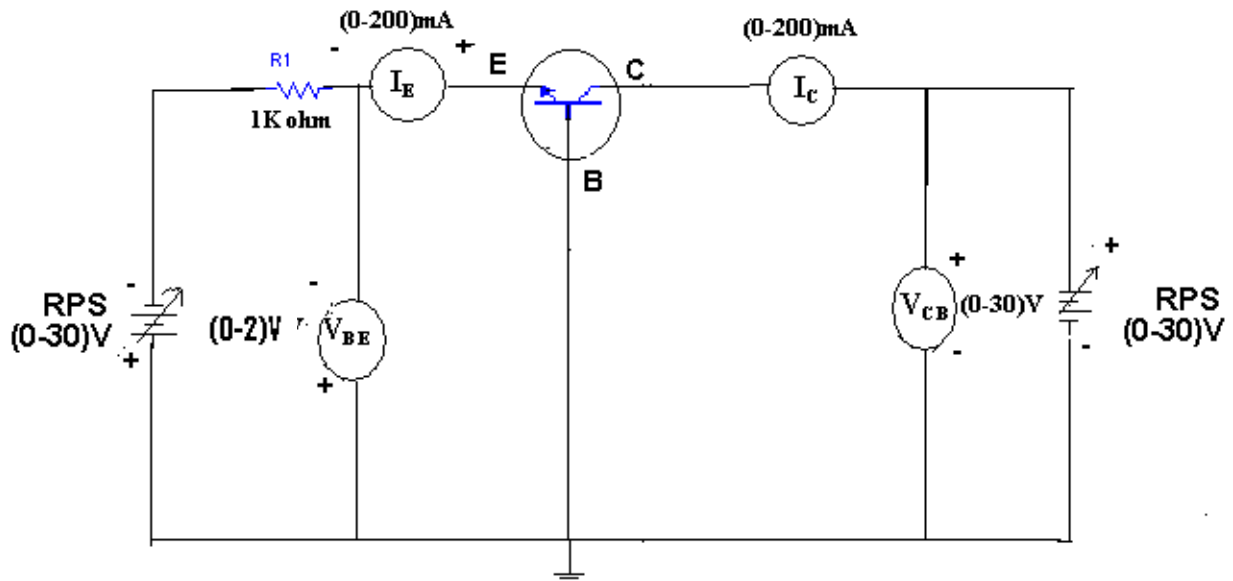 (0-200)mA
(0-200)mA
R1
-
+
E
C
I_E
I_C
1K ohm
B
+
+
-
-
RPS
(0-30)V
(0-2)V
V_BE
V_CB
(0-30)V
RPS
(0-30)V
+
+
-
-